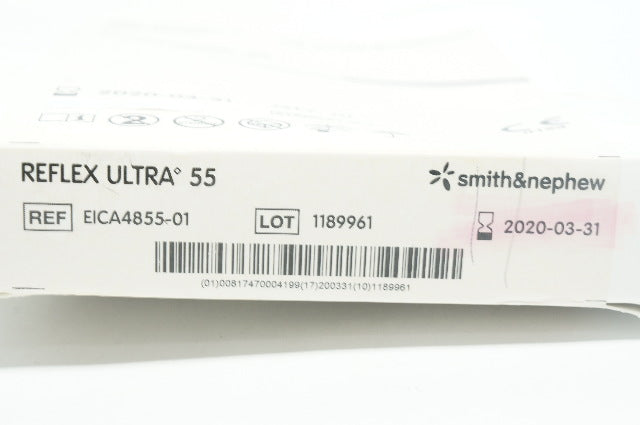 REFLEX ULTRA° 55
smith&nephew
REF EICA4855-01
LOT 1189961
2020-03-31
(01)00817470004199(17)200331(10)1189961